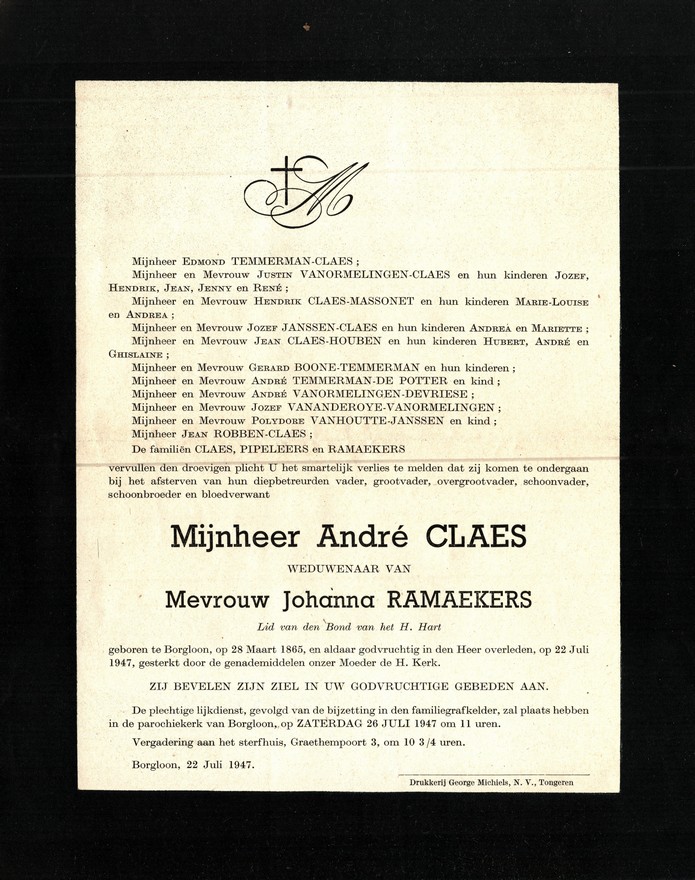 M
Mijnheer Edmond TEMMERMAN-CLAES ;
Mijnheer en Mevrouw Justin VANORMELINGEN-CLAES en hun kinderen Jozef,
Hendrik, Jean, Jenny en René ;
Mijnheer en Mevrouw Hendrik CLAES-MASSONET en hun kinderen Marie-Louise
en Andrea ;
Mijnheer en Mevrouw Jozef JANSSEN-CLAES en hun kinderen Andrea en Mariette ;
Mijnheer en Mevrouw Jean CLAES-HOUBEN en hun kinderen Hubert, André en
Ghislaine ;
Mijnheer en Mevrouw Gerard BOONE-TEMMERMAN en hun kinderen ;
Mijnheer en Mevrouw André TEMMERMAN-DE POTTER en kind ;
Mijnheer en Mevrouw André VANORMELINGEN-DEVRIESE ;
Mijnheer en Mevrouw Jozef VANANDEROYE-VANORMELINGEN ;
Mijnheer en Mevrouw Polydore VANHOUTTE-JANSSEN en kind ;
Mijnheer Jean ROBBEN-CLAES ;
De familiën CLAES, PIPELEERS en RAMAEKERS
vervullen den droevigen plicht U het smartelijk verlies te melden dat zij komen te ondergaan
bij het afsterven van hun diepbetreurden vader, grootvader, overgrootvader, schoonvader,
schoonbroeder en bloedverwant
Mijnheer André CLAES
WEDUWENAAR VAN
Mevrouw Johanna RAMAEKERS
Lid van den Bond van het H. Hart
geboren te Borgloon, op 28 Maart 1865, en aldaar godvruchtig in den Heer overleden, op 22 Juli
1947, gesterkt door de genademiddelen onzer Moeder de H. Kerk.
ZIJ BEVELEN ZIJN ZIEL IN UW GODVRUCHTIGE GEBEDEN AAN.
De plechtige lijkdienst, gevolgd van de bijzetting in den familiegrafkelder, zal plaats hebben
in de parochiekerk van Borgloon, op ZATERDAG 26 JULI 1947 om 11 uren.
Vergadering aan het sterfhuis, Graethempoort 3, om 10 3/4 uren.
Borgloon, 22 Juli 1947.
Drukkerij George Michiels, N. V., Tongeren